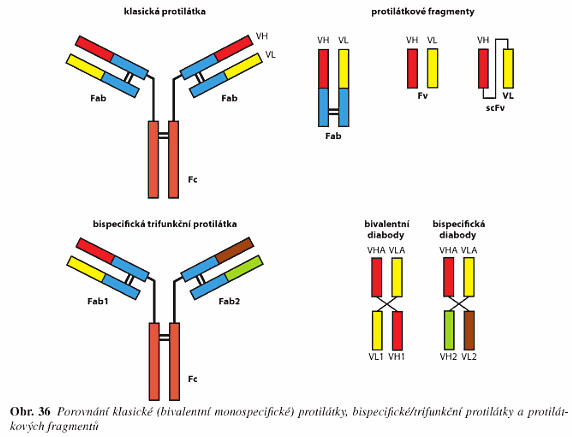 klasická protilátka
VH
VL
Fab
Fab
Fc
protilátkové fragmenty
VH VL
VH VL
VH
Fab
Fv
VL
scFv
bispecifická trifunkční protilátka
Fab1
Fab2
Fc
bivalentní
diabody
VHA VLA
VL1 VH1
bispecifická
diabody
VHA VLA
VH2 VL2
Obr. 36 Porovnání klasické (bivalentní monospecifické) protilátky, bispecifické/trifunkční protilátky a protilát-
kových fragmentů